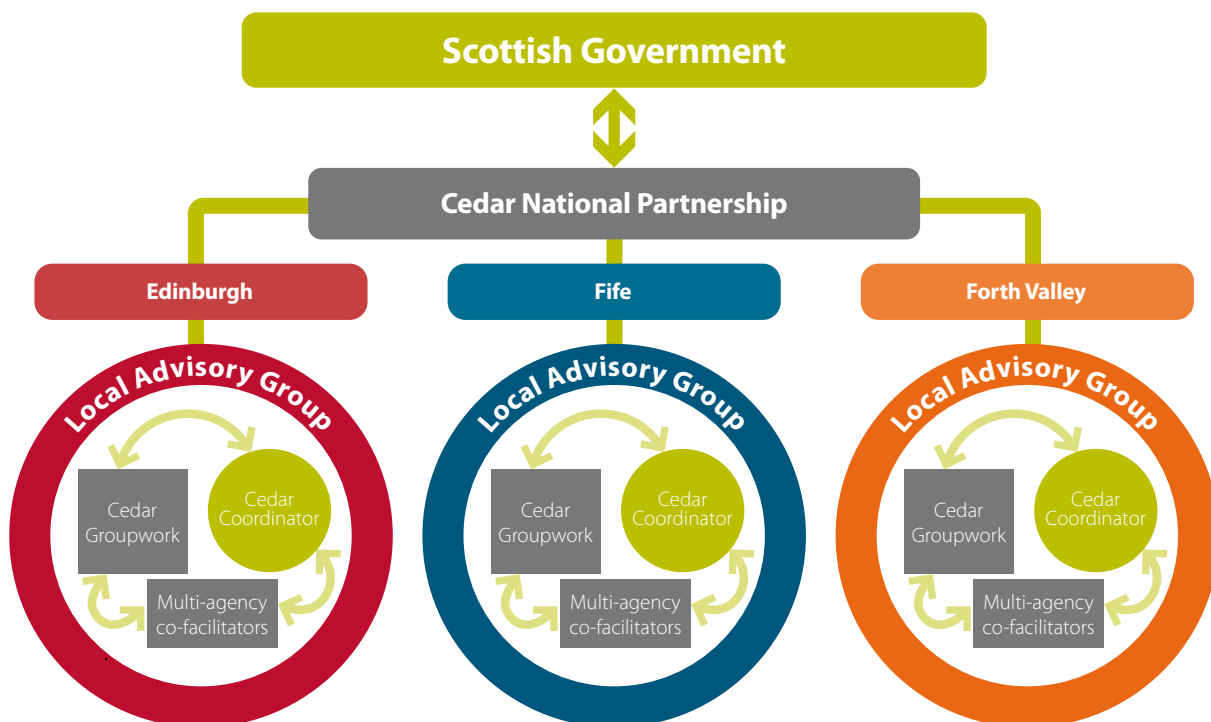 Scottish Government
Cedar National Partnership
Edinburgh
Fife
Forth Valley
Local Advisory Group
Cedar
Groupwork
Cedar
Coordinator
Multi-agency
co-facilitators
Local Advisory Group
Cedar
Groupwork
Cedar
Coordinator
Multi-agency
co-facilitators
Local Advisory Group
Cedar
Groupwork
Cedar
Coordinator
Multi-agency
co-facilitators